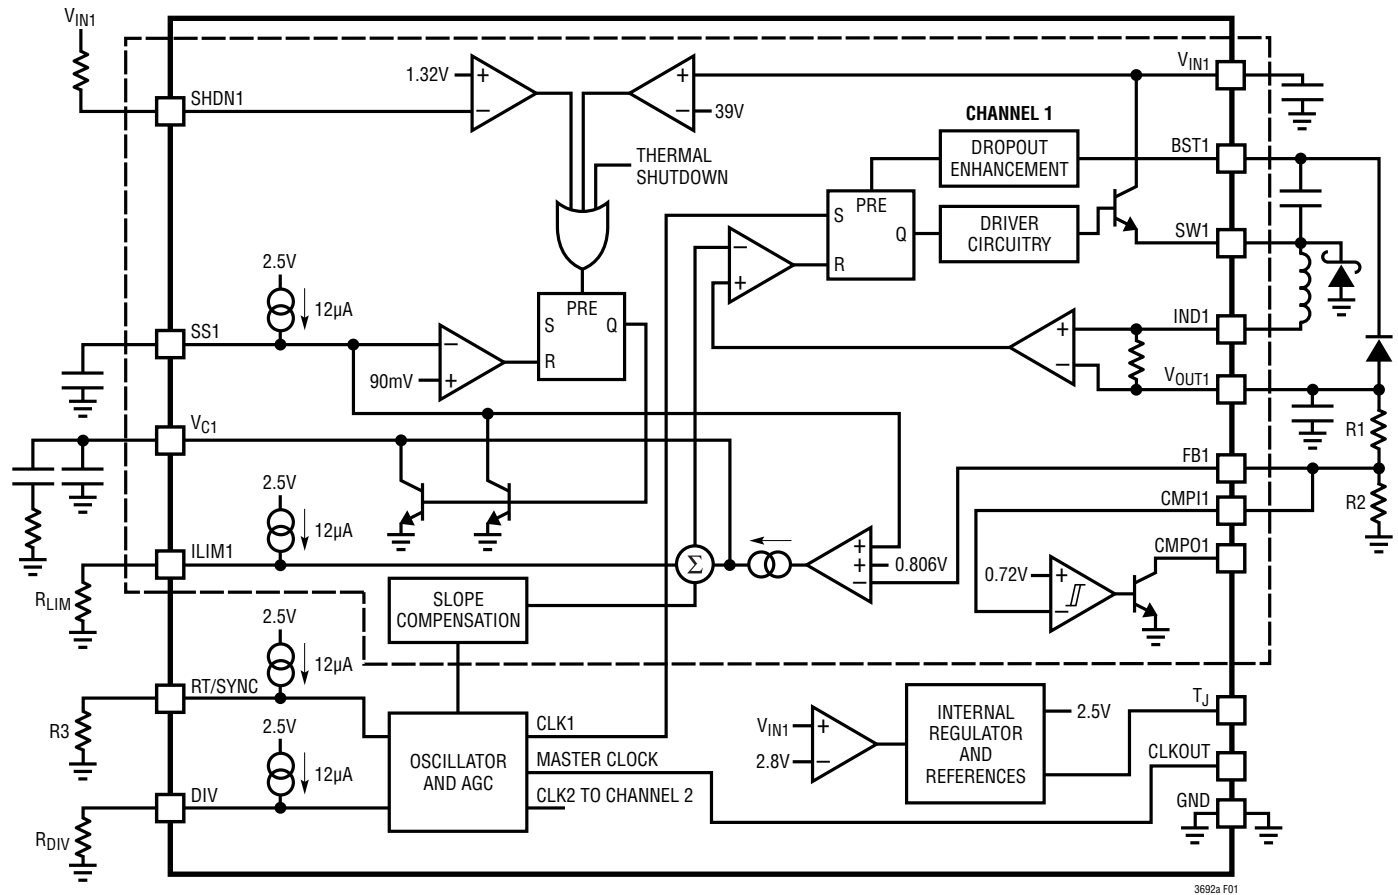 VIN1
SHDN1
1.32V
+
−
+
−
39V
VIN1
CHANNEL 1
DROPOUT
ENHANCEMENT
BST1
THERMAL
SHUTDOWN
PRE
S
Q
R
DRIVER
CIRCUITRY
SW1
−
+
2.5V
12µA
SS1
PRE
S
Q
R
−
90mV
+
IND1
+
−
VOUT1
VC1
R1
FB1
R2
CMPI1
2.5V
12µA
ILIM1
RLIM
Σ
+
+
−
0.806V
CMPO1
0.72V
+
−
SLOPE
COMPENSATION
2.5V
12µA
RT/SYNC
R3
2.5V
12µA
DIV
RDIV
OSCILLATOR
AND AGC
CLK1
MASTER CLOCK
CLK2 TO CHANNEL 2
VIN1
+
2.8V
−
INTERNAL
REGULATOR
AND
REFERENCES
2.5V
TJ
CLKOUT
GND
3692a F01